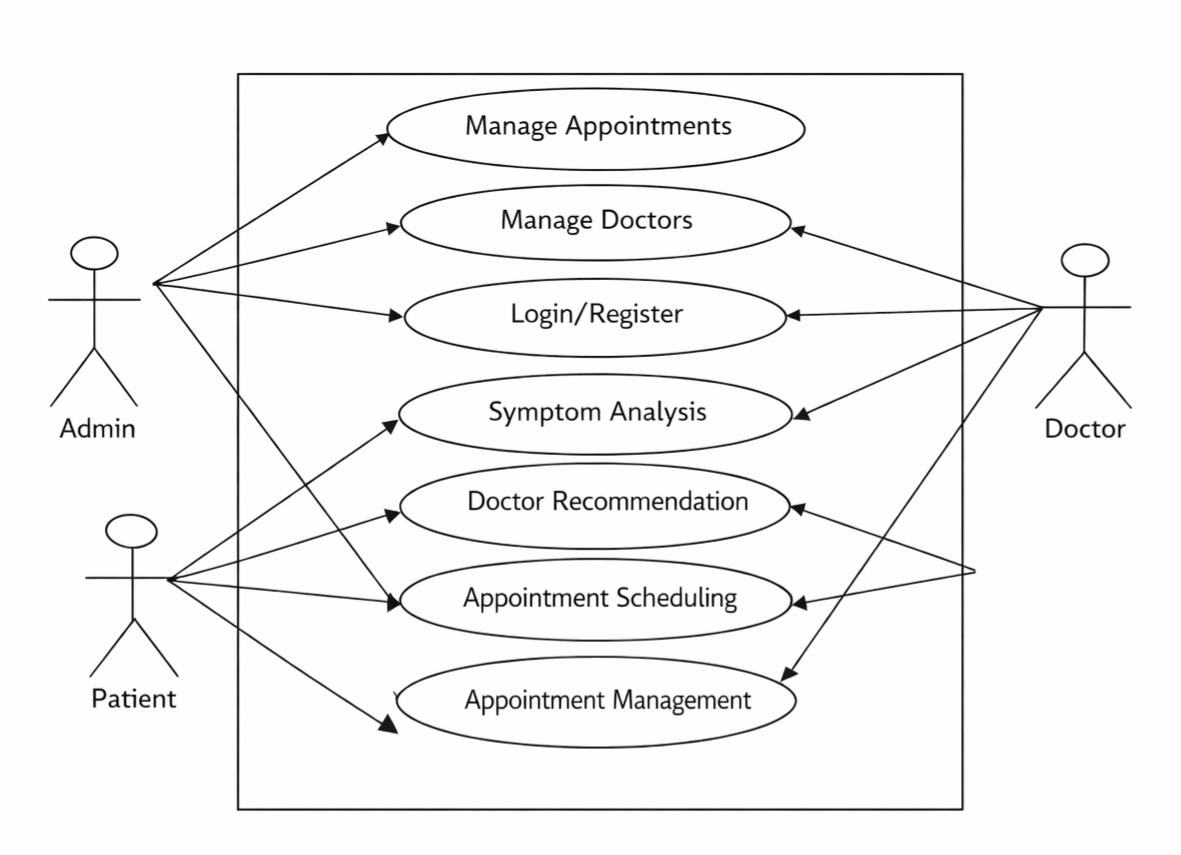 Manage Appointments
Manage Doctors
Login/Register
Symptom Analysis
Doctor Recommendation
Appointment Scheduling
Appointment Management
Admin
Patient
Doctor